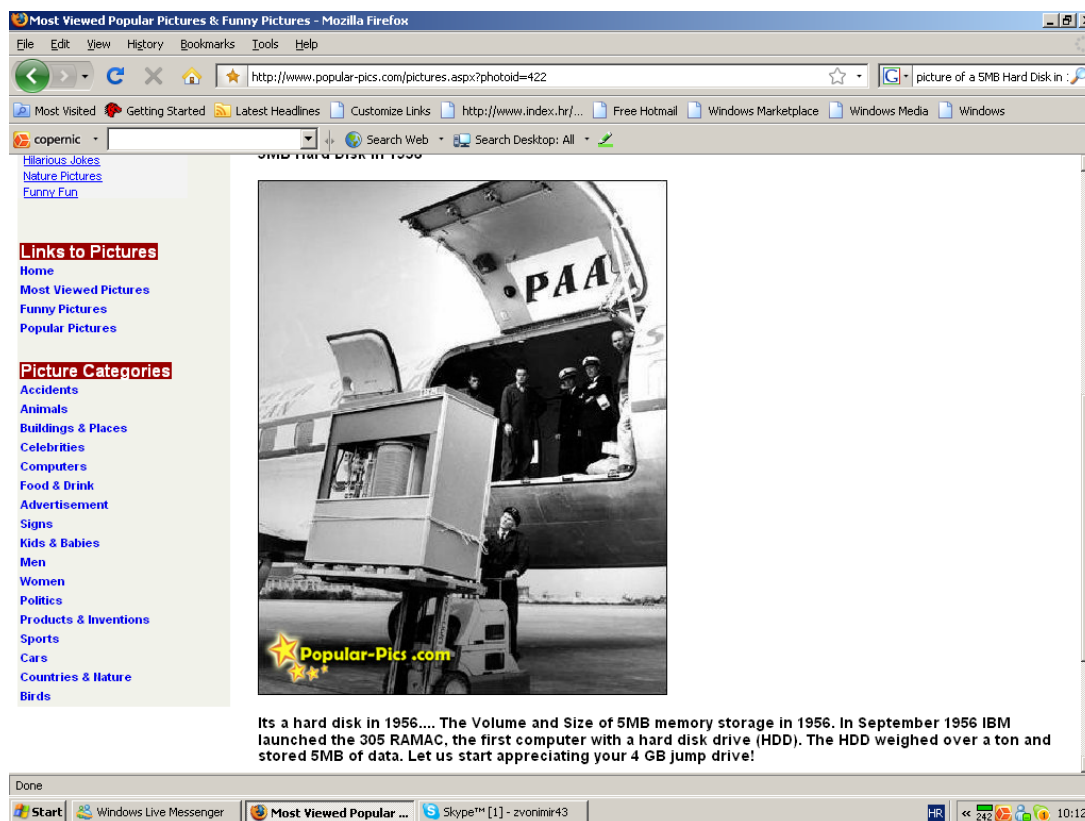 Most Viewed Popular Pictures & Funny Pictures - Mozilla Firefox
File Edit View History Bookmarks Tools Help
http://www.popular-pics.com/pictures.aspx?photoid=422
G
picture of a 5MB Hard Disk in :
Most Visited Getting Started Latest Headlines Customize Links http://www.index.hr/... Free Hotmail Windows Marketplace Windows Media Windows
copernic Search Web Search Desktop: All
Hilarious Jokes
Nature Pictures
Funny Fun
Links to Pictures
Home
Most Viewed Pictures
Funny Pictures
Popular Pictures
Picture Categories
Accidents
Animals
Buildings & Places
Celebrities
Computers
Food & Drink
Advertisement
Signs
Kids & Babies
Men
Women
Politics
Products & Inventions
Sports
Cars
Countries & Nature
Birds
5MB Hard Disk in 1956
PAA
Popular-Pics.com
Its a hard disk in 1956.... The Volume and Size of 5MB memory storage in 1956. In September 1956 IBM
launched the 305 RAMAC, the first computer with a hard disk drive (HDD). The HDD weighed over a ton and
stored 5MB of data. Let us start appreciating your 4 GB jump drive!
Done
Start Windows Live Messenger Most Viewed Popular ... Skype™ [1] - zvonimir43 HR « 242 10:12